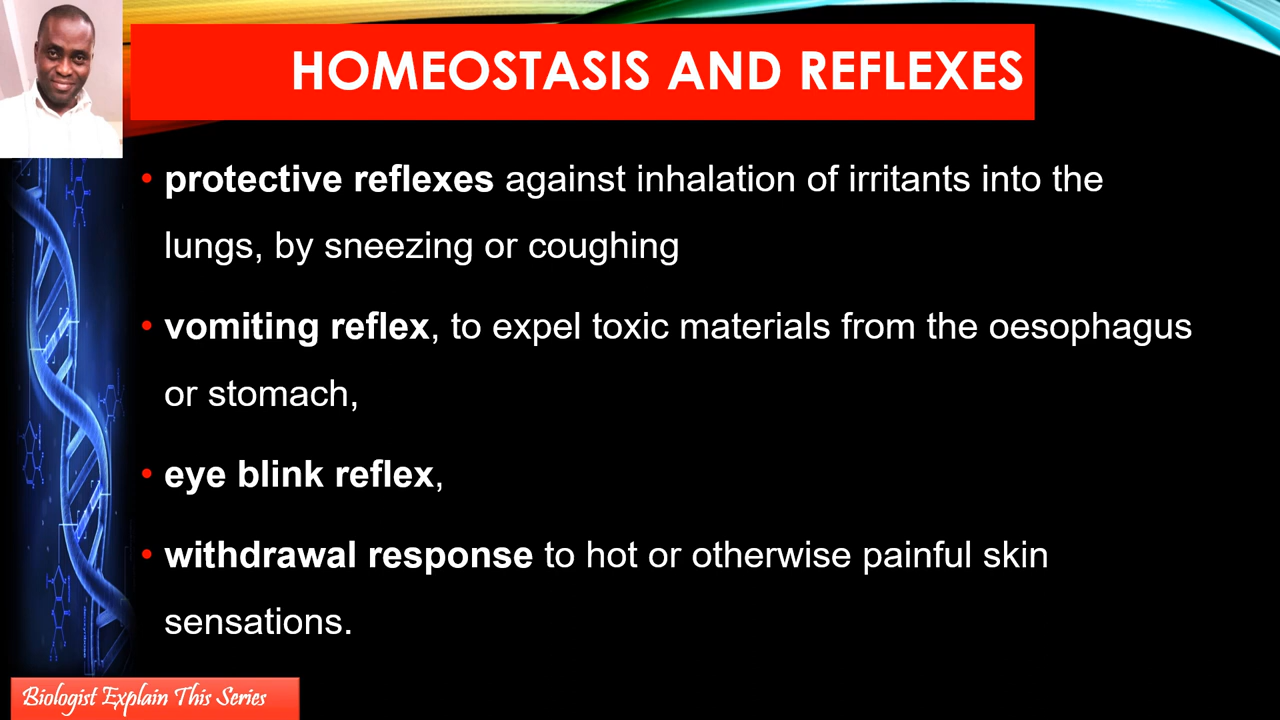 HOMEOSTASIS AND REFLEXES
• protective reflexes against inhalation of irritants into the
lungs, by sneezing or coughing
• vomiting reflex, to expel toxic materials from the oesophagus
or stomach,
• eye blink reflex,
• withdrawal response to hot or otherwise painful skin
sensations.
Biologist Explain This Series